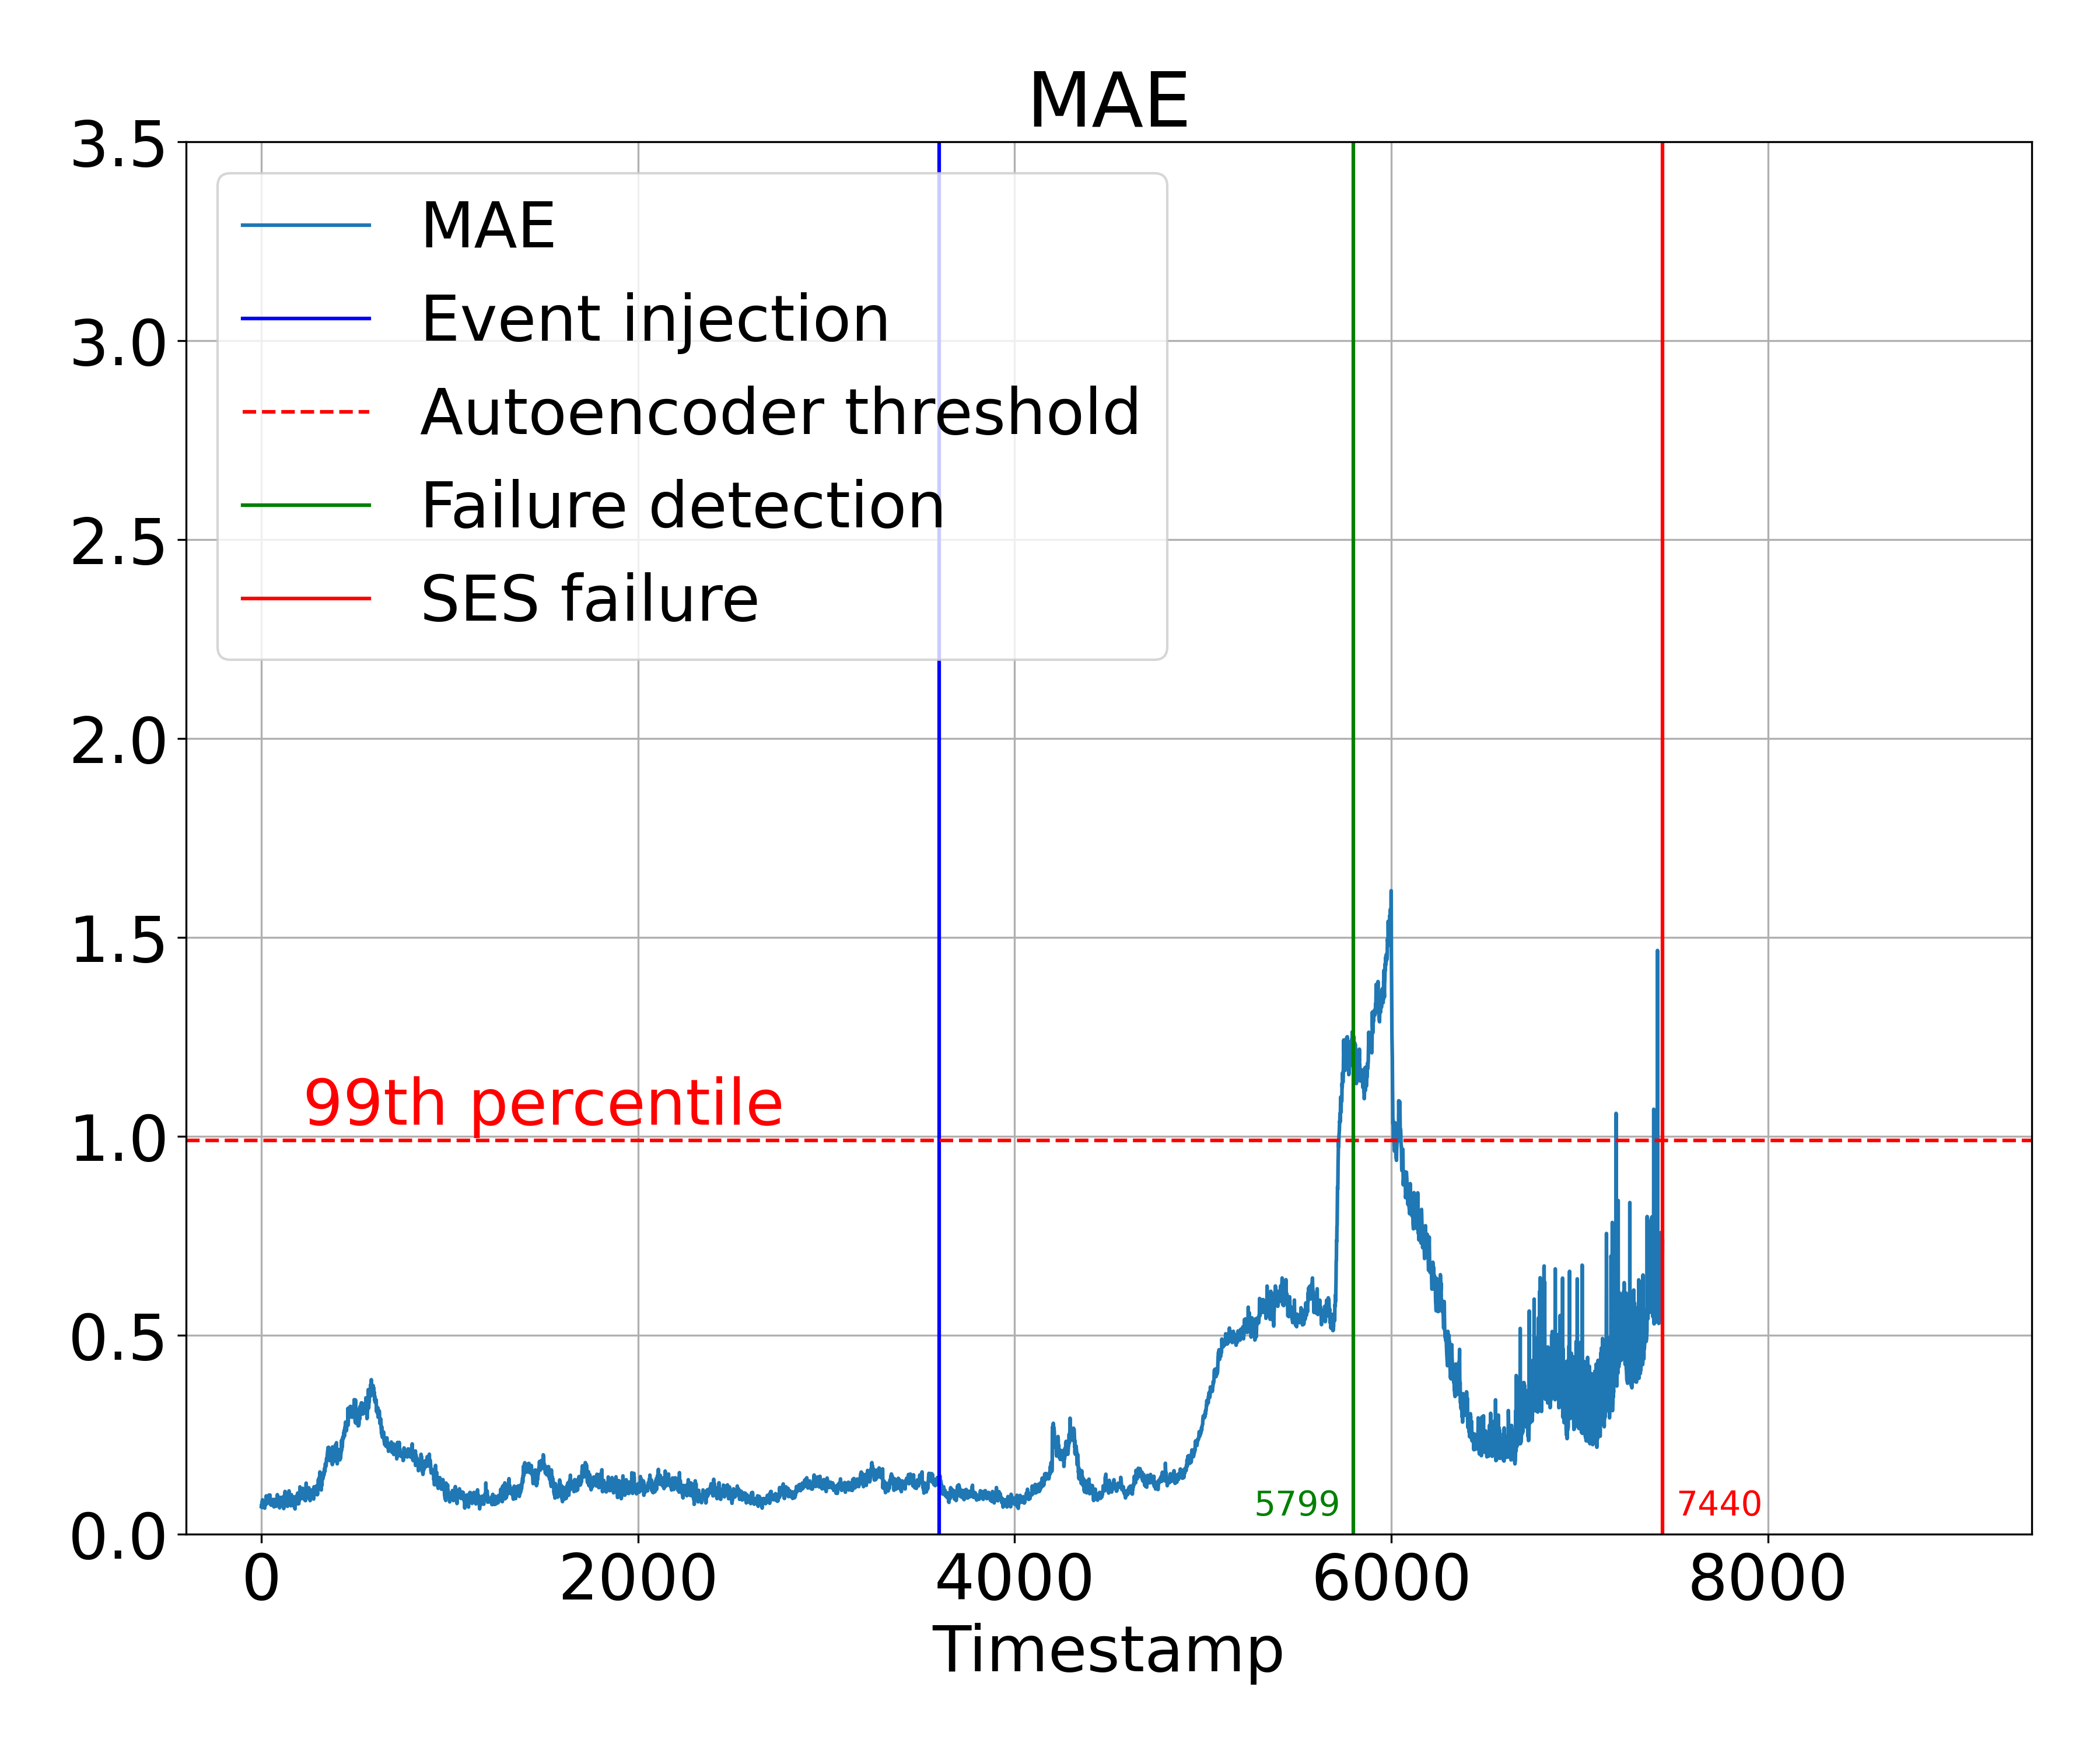 MAE
3.5
3.0
2.5
2.0
1.5
1.0
0.5
0.0
MAE
Event injection
Autoencoder threshold
Failure detection
SES failure
99th percentile
5799
7440
0 2000 4000 6000 8000
Timestamp